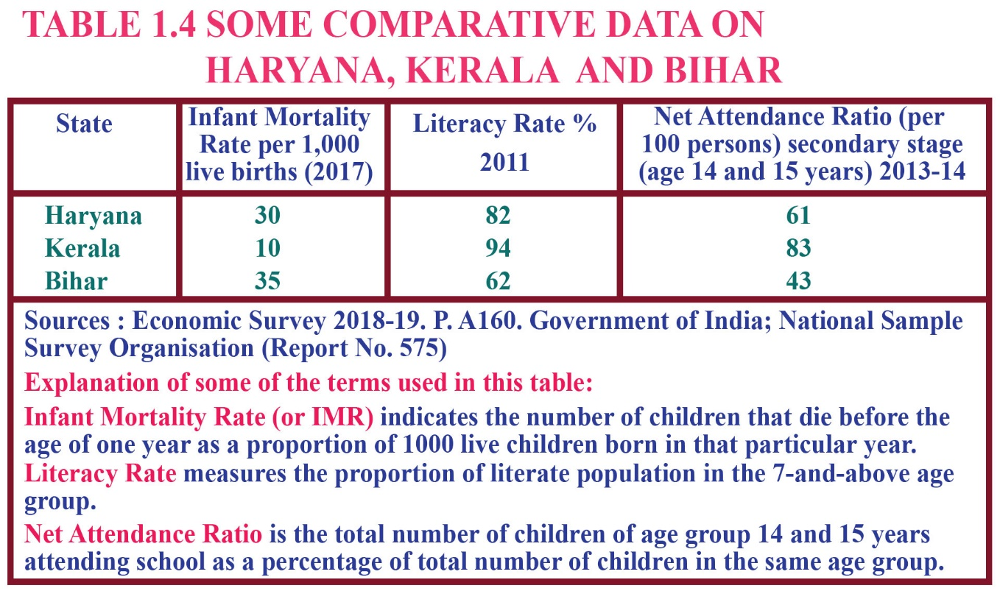 TABLE 1.4 SOME COMPARATIVE DATA ON
HARYANA, KERALA AND BIHAR
State
Infant Mortality
Rate per 1,000
live births (2017)
Literacy Rate %
2011
Net Attendance Ratio (per
100 persons) secondary stage
(age 14 and 15 years) 2013-14
Haryana 30 82 61
Kerala 10 94 83
Bihar 35 62 43
Sources : Economic Survey 2018-19. P. A160. Government of India; National Sample
Survey Organisation (Report No. 575)
Explanation of some of the terms used in this table:
Infant Mortality Rate (or IMR) indicates the number of children that die before the
age of one year as a proportion of 1000 live children born in that particular year.
Literacy Rate measures the proportion of literate population in the 7-and-above age
group.
Net Attendance Ratio is the total number of children of age group 14 and 15 years
attending school as a percentage of total number of children in the same age group.